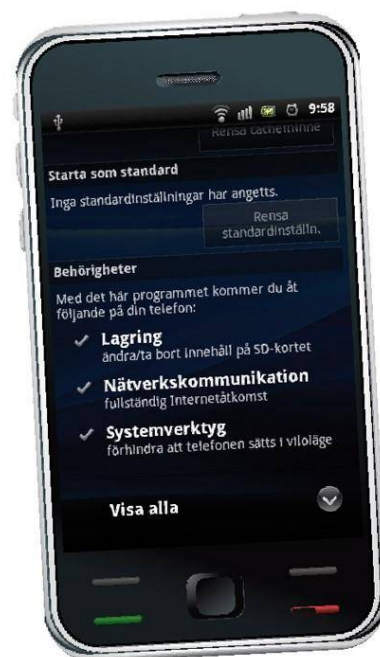 9:58
Rensa cacheminne
Starta som standard
Inga standardinställningar har angetts.
Rensa
standardinställn.
Behörigheter
Med det här programmet kommer du åt
följande på din telefon:
Lagring
ändra/ta bort innehåll på SD-kortet
Nätverkskommunikation
fullständig Internetåtkomst
Systemverktyg
förhindra att telefonen sätts i viloläge
Visa alla